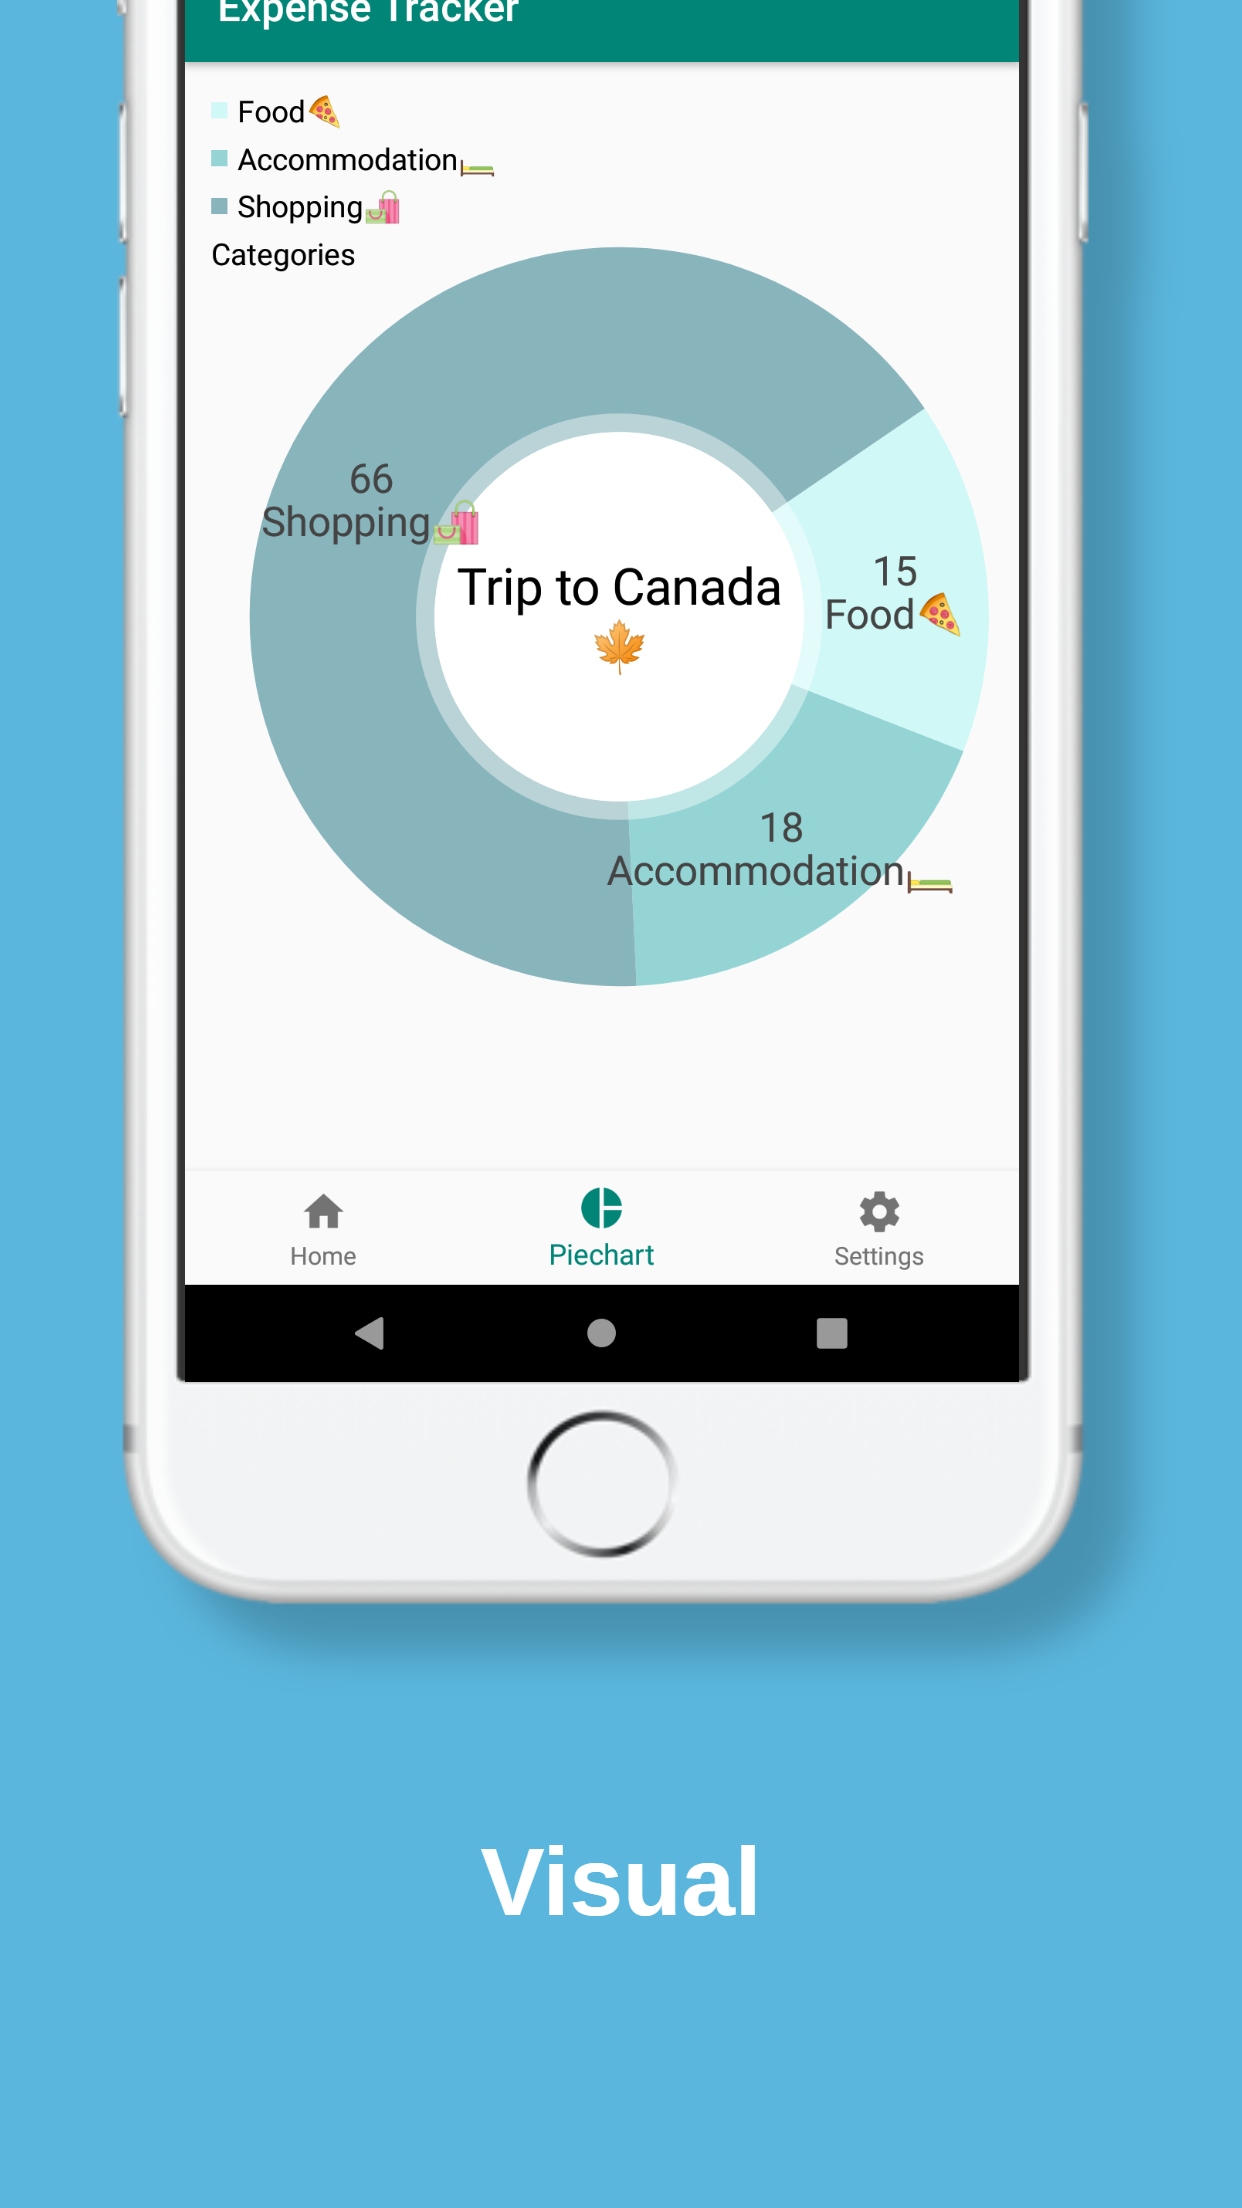 Expense Tracker
Food🍕
Accommodation🛏️
Shopping🛍️
Categories
66
Shopping🛍️
Trip to Canada
🍁
15
Food🍕
18
Accommodation🛏️
Home
Piechart
Settings
Visual